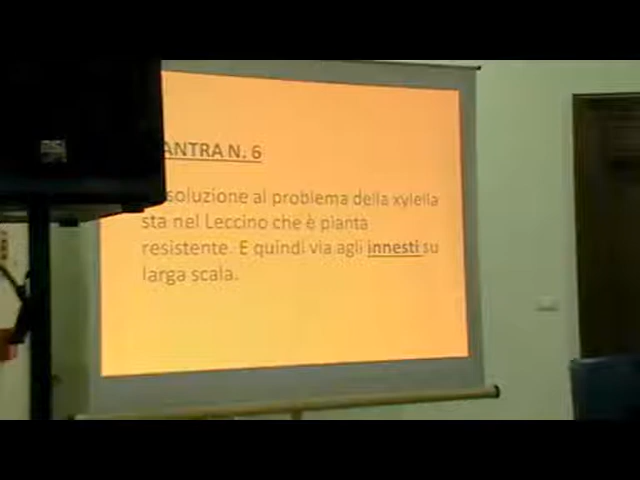 ANTRA N. 6
soluzione al problema della xylella
sta nel Leccino che è pianta
resistente. E quindi via agli innesti su
larga scala.